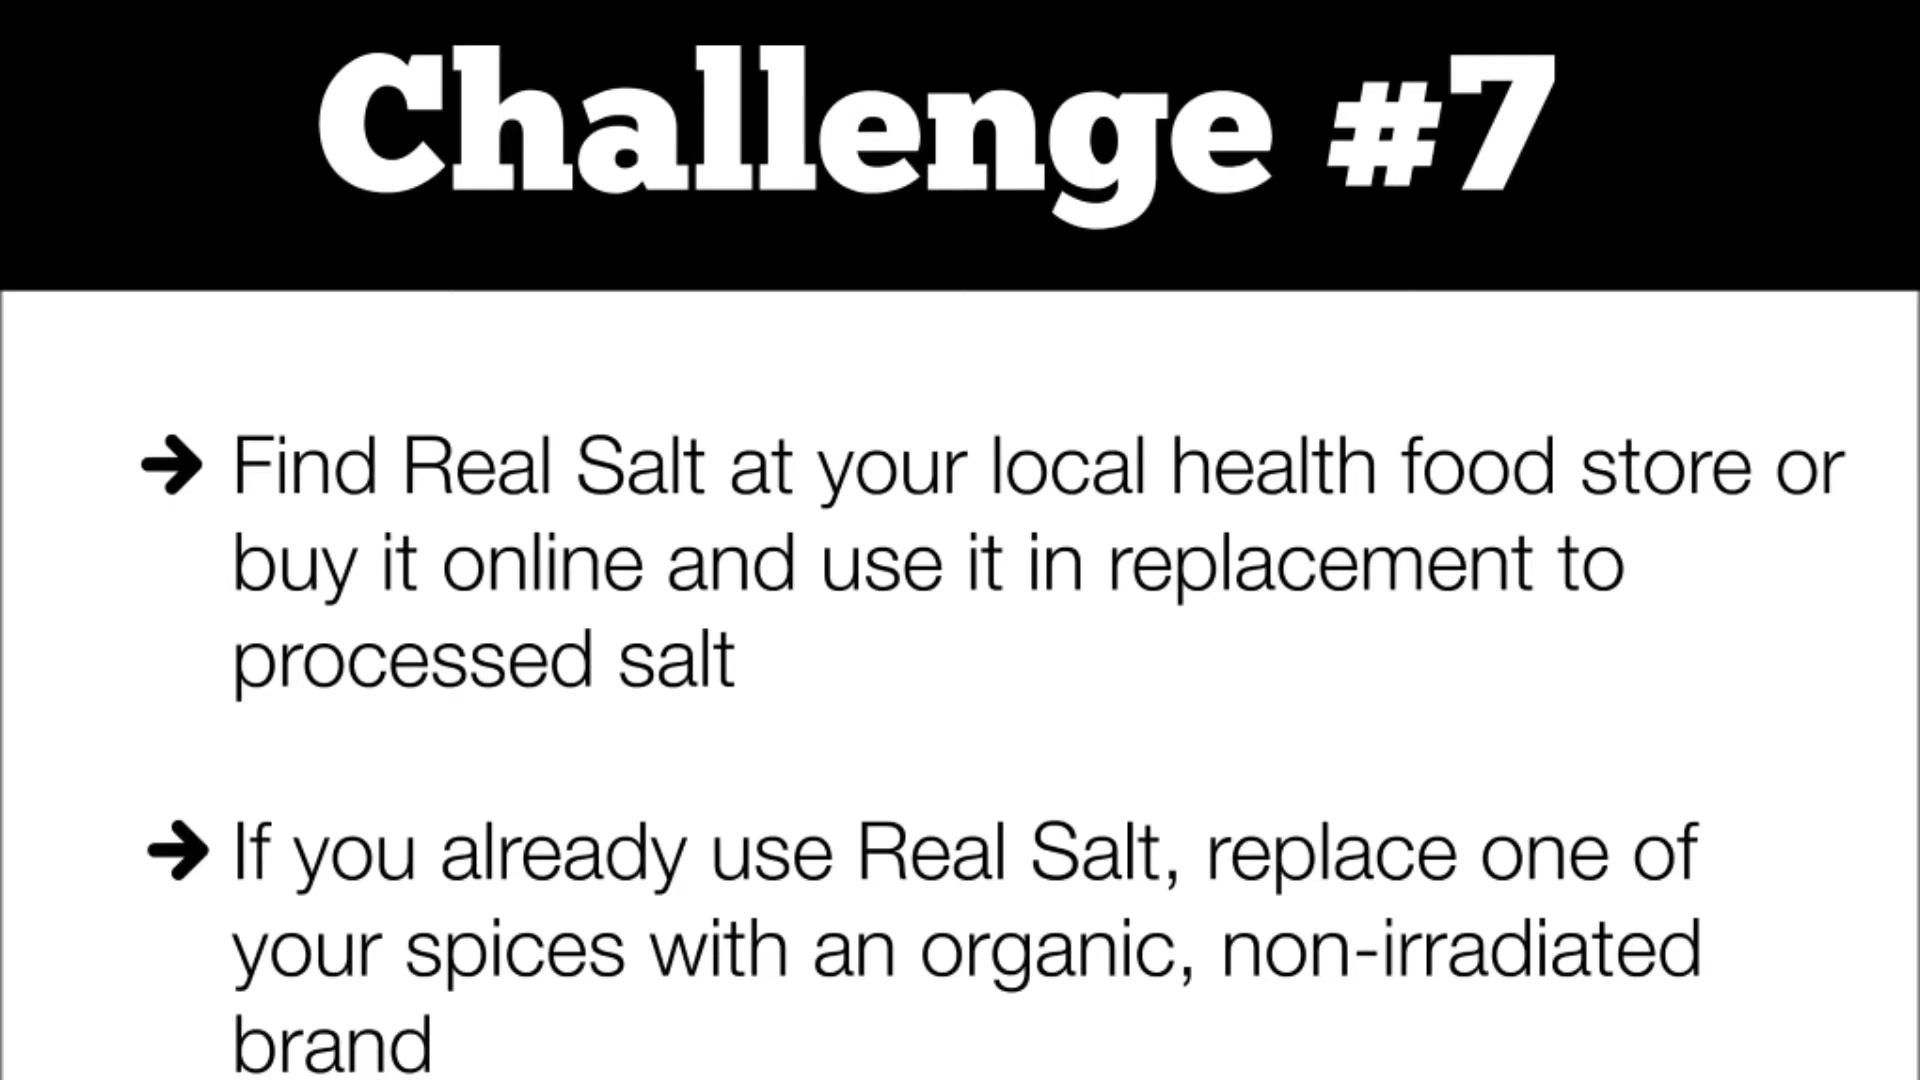 Challenge #7
→ Find Real Salt at your local health food store or
buy it online and use it in replacement to
processed salt
→ If you already use Real Salt, replace one of
your spices with an organic, non-irradiated
brand